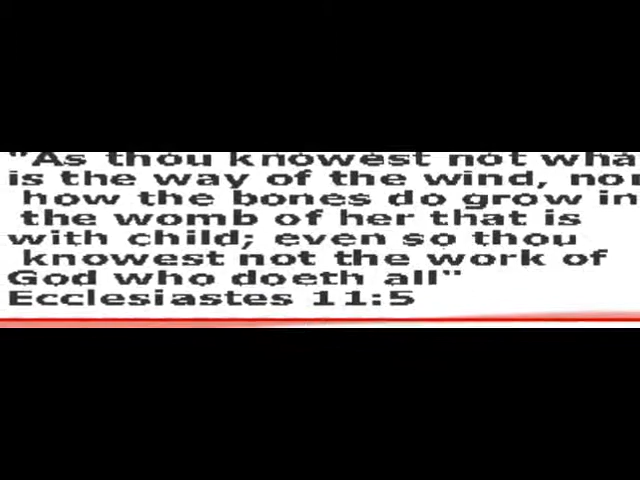 "As thou knowest not wha
is the way of the wind, nor
how the bones do grow in
the womb of her that is
with child; even so thou
knowest not the work of
God who doeth all"
Ecclesiastes 11:5